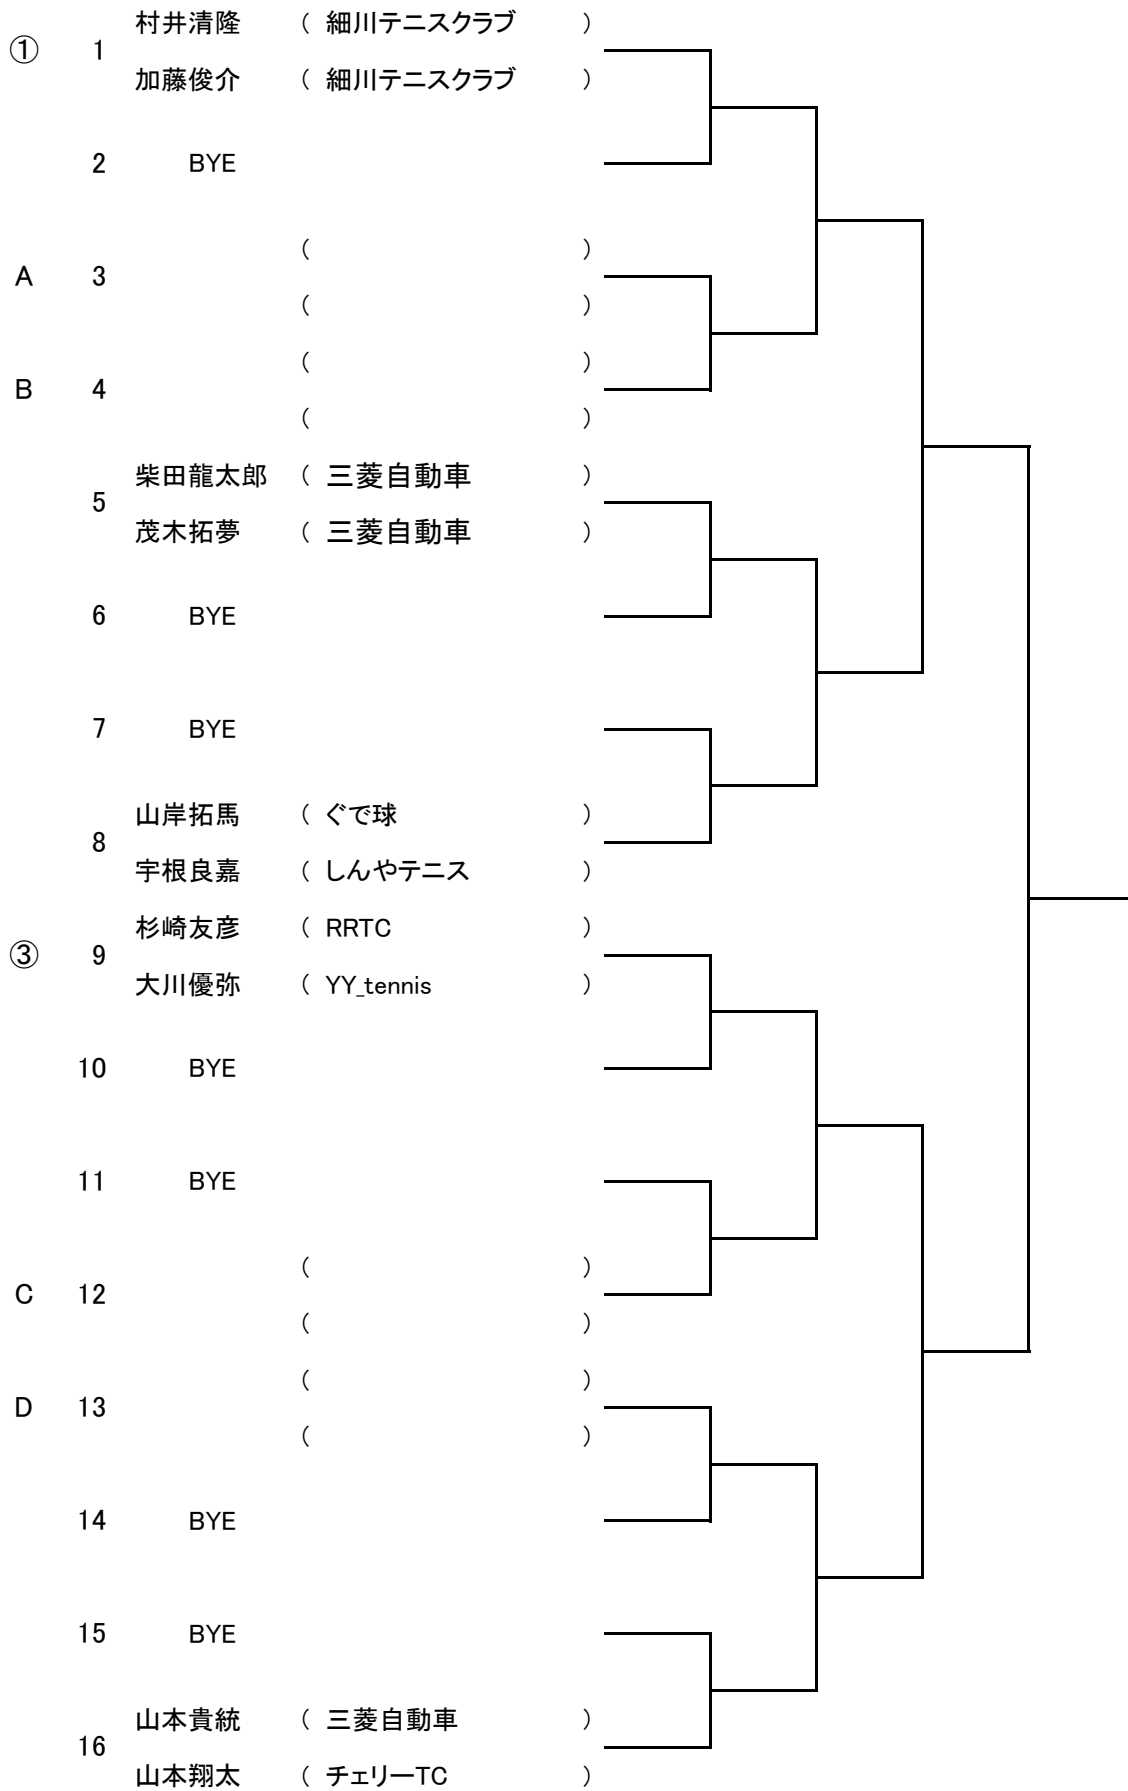 村井清隆 ( 細川テニスクラブ )
① 1
加藤俊介 ( 細川テニスクラブ )
2 BYE
( )
A 3
( )
( )
B 4
( )
柴田龍太郎 ( 三菱自動車 )
5
茂木拓夢 ( 三菱自動車 )
6 BYE
7 BYE
山岸拓馬 ( ぐで球 )
8
宇根良嘉 ( しんやテニス )
杉崎友彦 ( RRTC )
③ 9
大川優弥 ( YY_tennis )
10 BYE
11 BYE
( )
C 12
( )
( )
D 13
( )
14 BYE
15 BYE
山本貴統 ( 三菱自動車 )
16
山本翔太 ( チェリーTC )